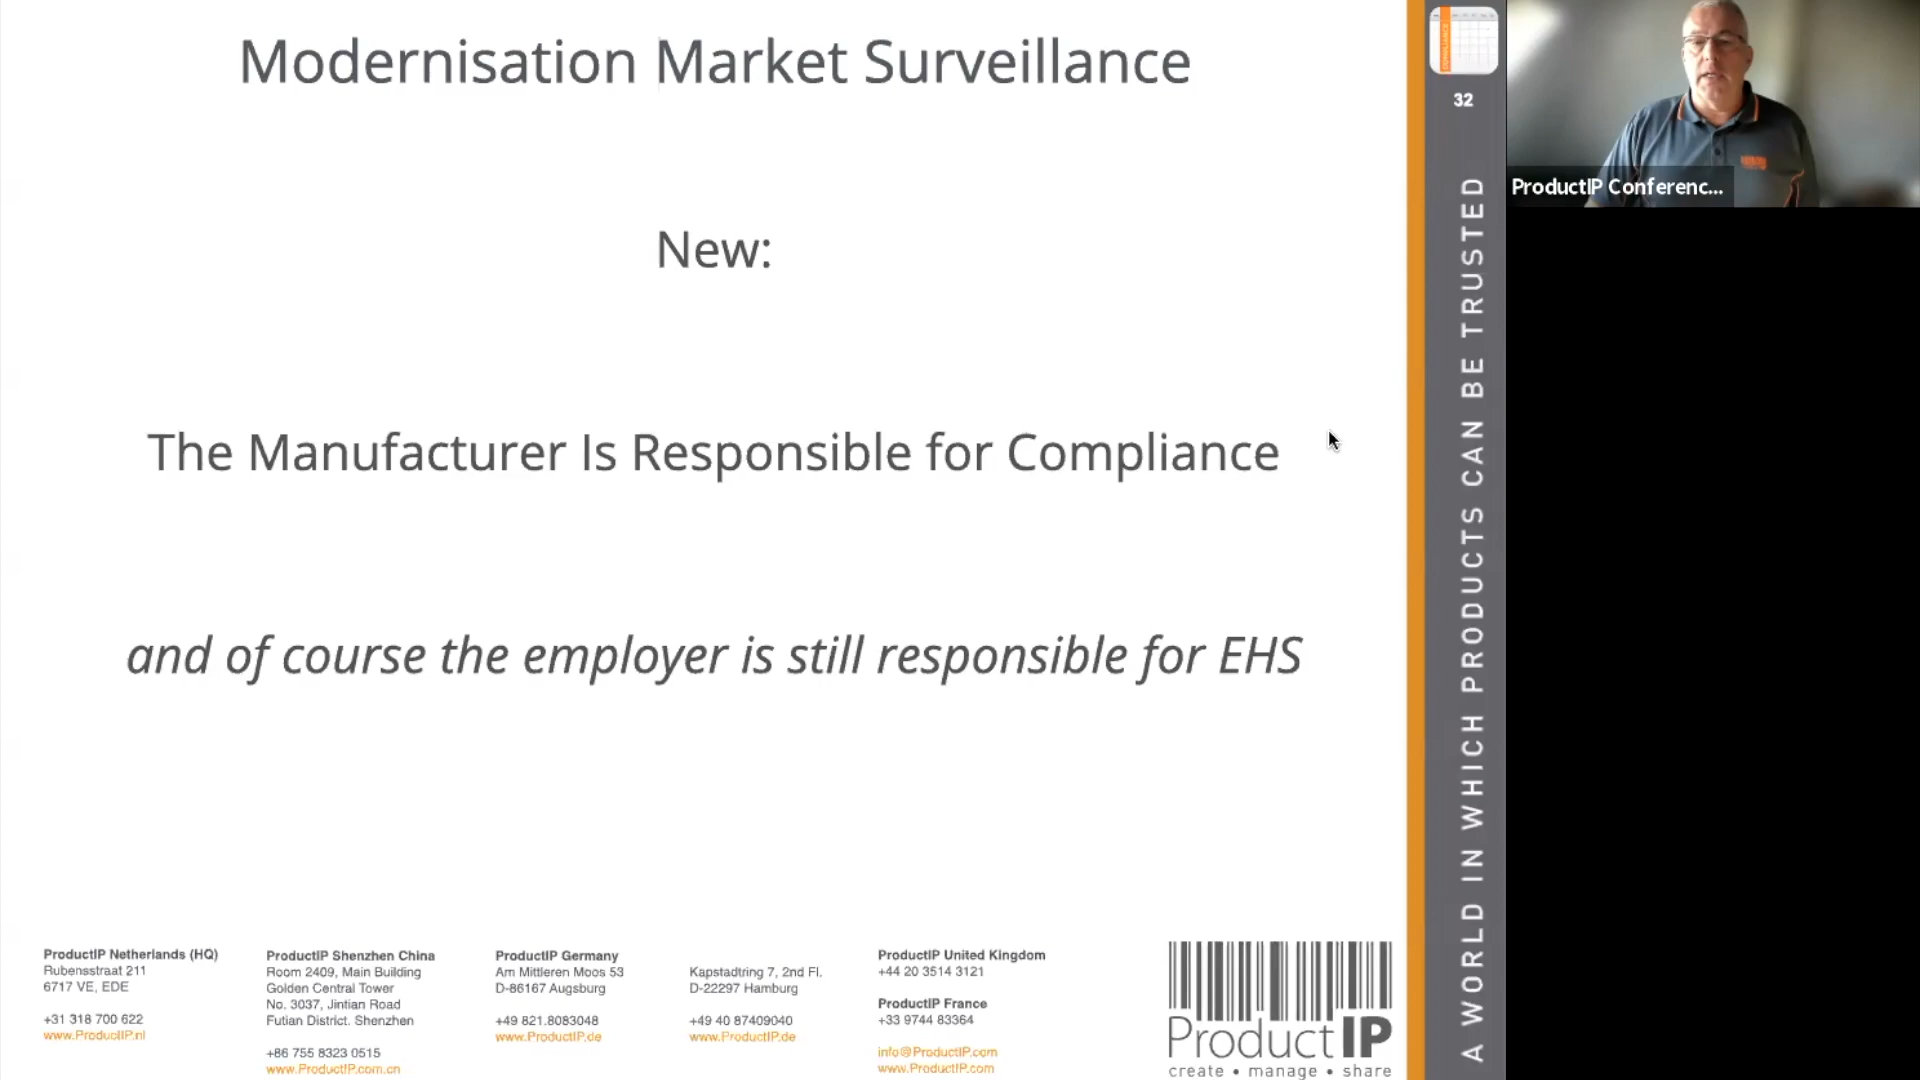 Modernisation Market Surveillance
New:
The Manufacturer Is Responsible for Compliance
and of course the employer is still responsible for EHS
ProductIP Netherlands (HQ)
Rubensstraat 211
6717 VE, EDE
+31 318 700 622
www.ProductIP.nl
ProductIP Shenzhen China
Room 2409, Main Building
Golden Central Tower
No. 3037, Jintian Road
Futian District. Shenzhen
+86 755 8323 0515
www.ProductIP.com.cn
ProductIP Germany
Am Mittleren Moos 53
D-86167 Augsburg
+49 821.8083048
www.ProductIP.de
Kapstadtring 7, 2nd Fl.
D-22297 Hamburg
+49 40 87409040
www.ProductIP.de
ProductIP United Kingdom
+44 20 3514 3121
ProductIP France
+33 9744 83364
info@ProductIP.com
www.ProductIP.com
ProductIP
create • manage • share
32
A WORLD IN WHICH PRODUCTS CAN BE TRUSTED
ProductIP Conferenc...